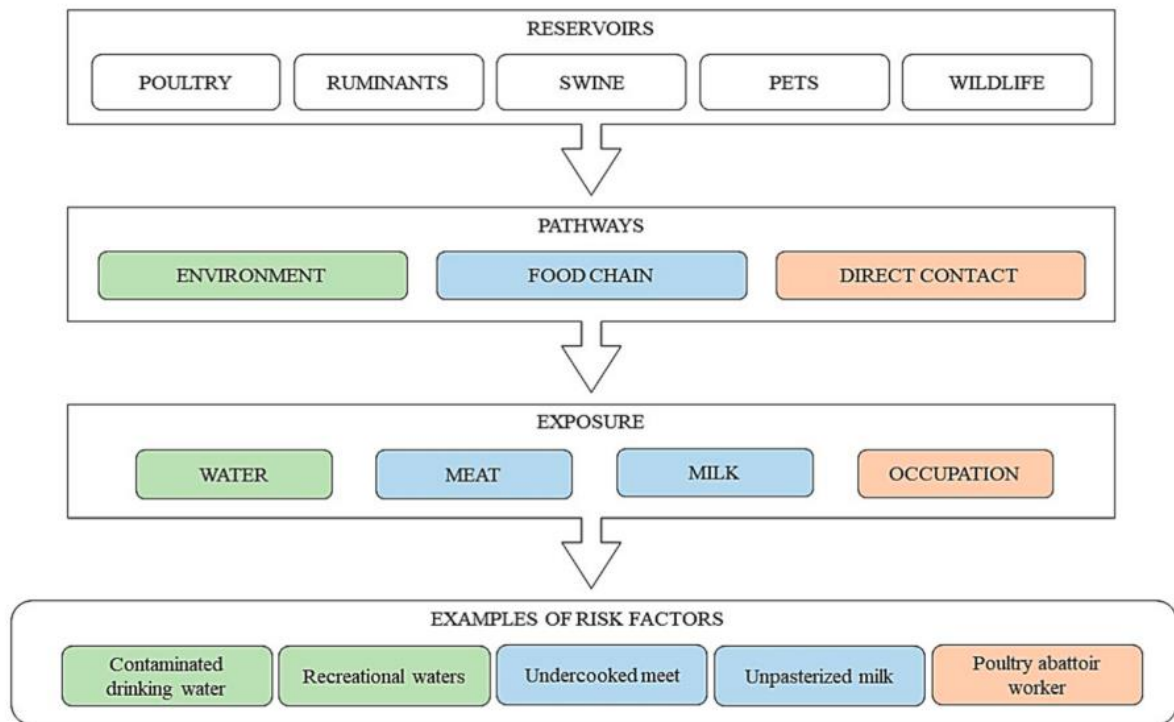 RESERVOIRS
POULTRY
RUMINANTS
SWINE
PETS
WILDLIFE
PATHWAYS
ENVIRONMENT
FOOD CHAIN
DIRECT CONTACT
EXPOSURE
WATER
MEAT
MILK
OCCUPATION
EXAMPLES OF RISK FACTORS
Contaminated
drinking water
Recreational waters
Undercooked meet
Unpasterized milk
Poultry abattoir
worker